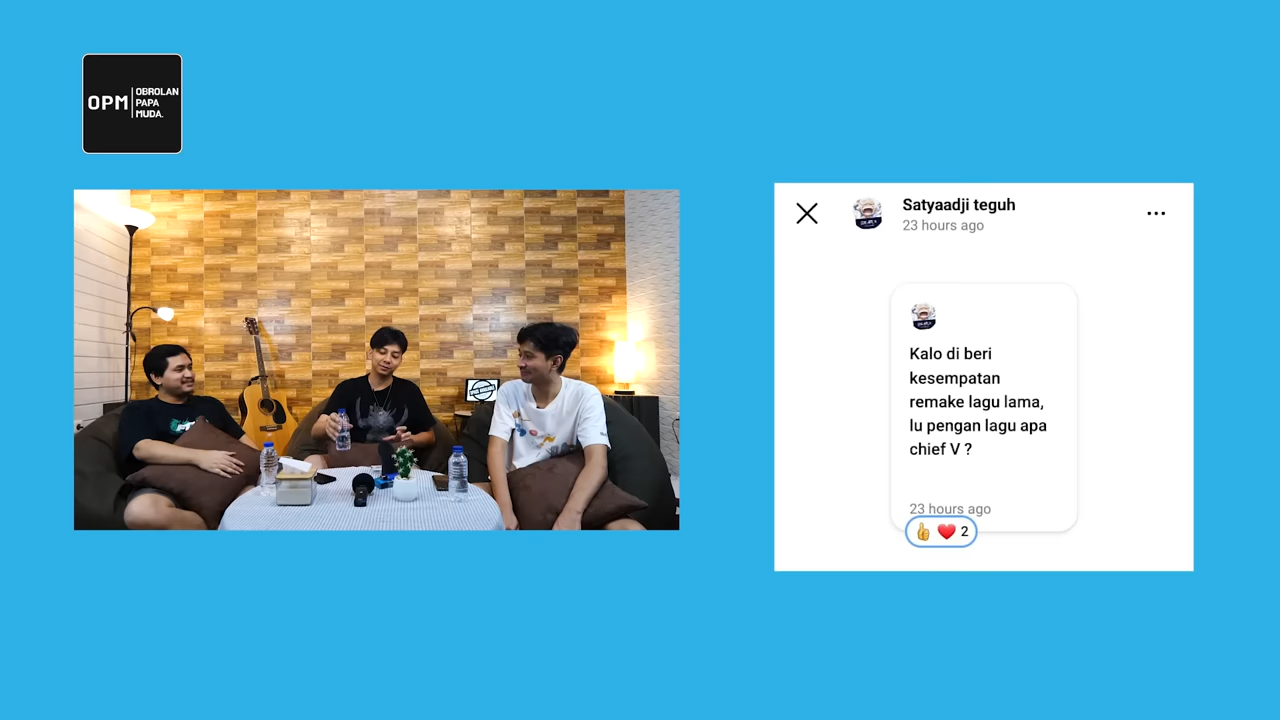 OPM
OBROLAN
PAPA
MUDA.
Satyaadji teguh
23 hours ago
Kalo di beri
kesempatan
remake lagu lama,
lu pengan lagu apa
chief V ?
23 hours ago
2